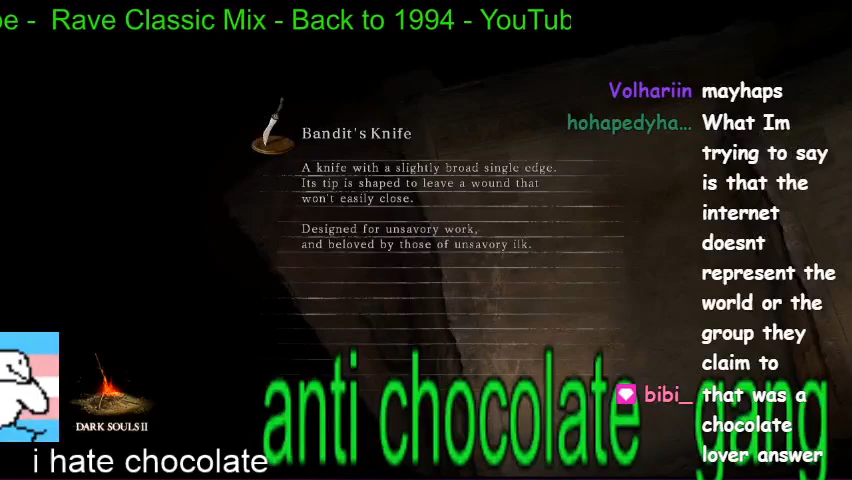 be -  Rave Classic Mix - Back to 1994 - YouTub
Volhariin mayhaps
hohapedyha... What Im
trying to say
is that the
internet
doesnt
represent the
world or the
group they
claim to
bibi_ that was a
chocolate
lover answer
Bandit's Knife
A knife with a slightly broad single edge.
Its tip is shaped to leave a wound that
won't easily close.
Designed for unsavory work,
and beloved by those of unsavory ilk.
DARK SOULS II
anti chocolate gang
i hate chocolate